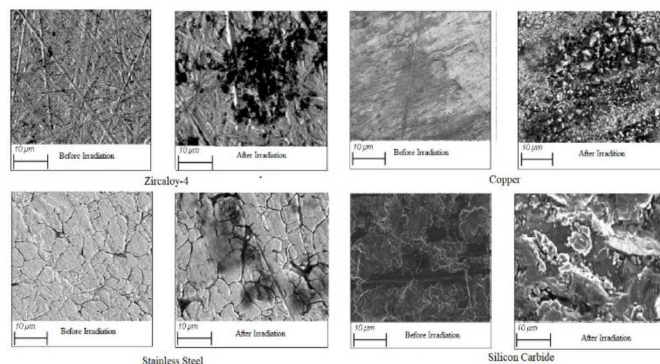 10 µm Before Irradiation
10 µm After Irradiation
Zircaloy-4
10 µm Before Irradiation
10 µm After Irradiation
Copper
10 µm Before Irradiation
10 µm After Irradiation
Stainless Steel
10 µm Before Irradiation
10 µm After Irradiation
Silicon Carbide